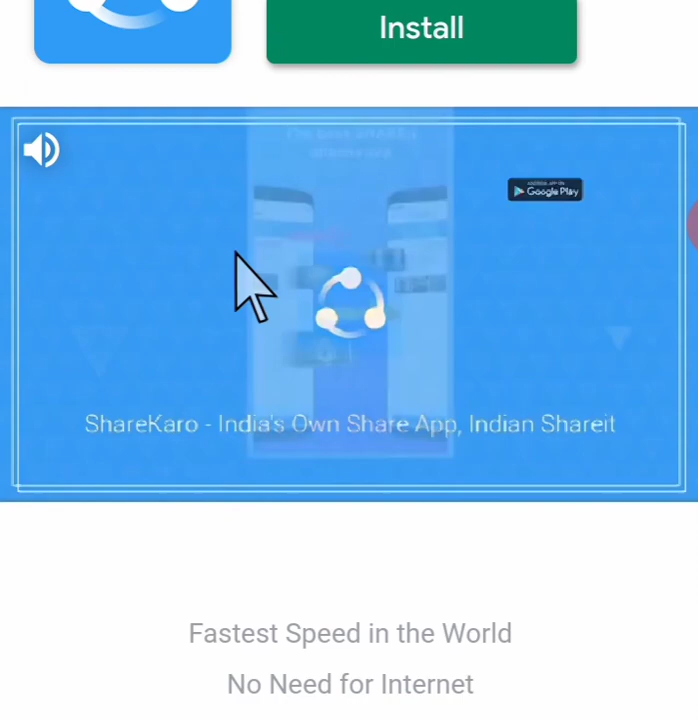 Install
Google Play
ShareKaro - India's Own Share App, Indian Shareit
Fastest Speed in the World
No Need for Internet